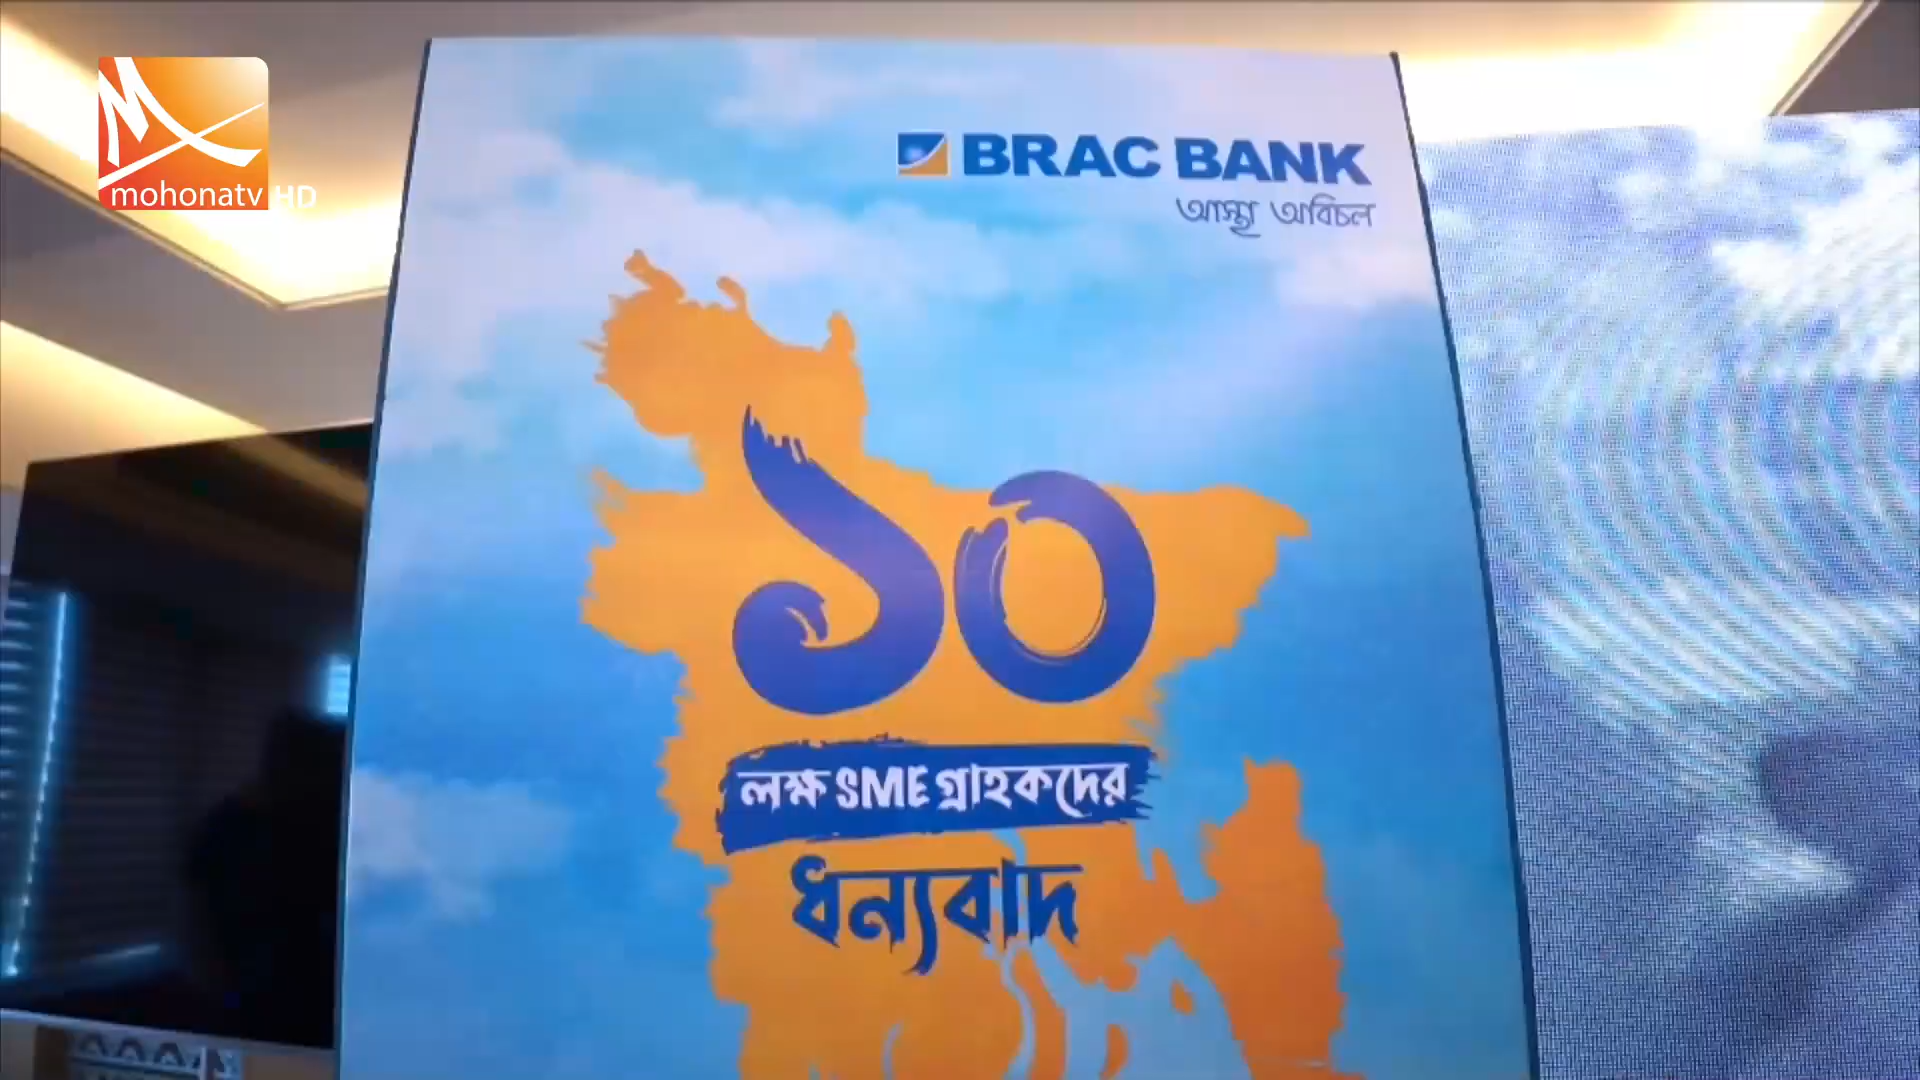 mohonatv HD
BRAC BANK
আস্থা অবিচল
১০
লক্ষ SME গ্রাহকদের
ধন্যবাদ